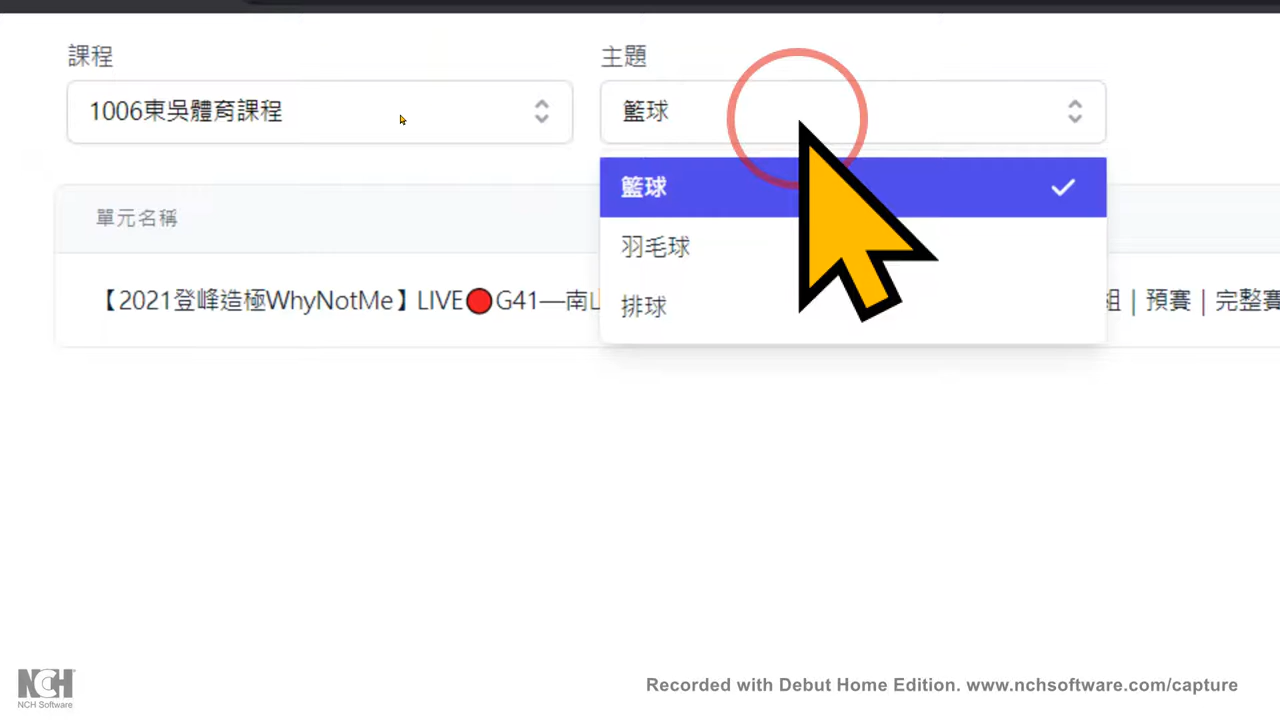 課程
主題
1006東吳體育課程
籃球
籃球
羽毛球
排球
單元名稱
【2021登峰造極WhyNotMe】LIVE🔴G41—南山
組｜預賽｜完整賽
NCH
NCH Software
Recorded with Debut Home Edition. www.nchsoftware.com/capture